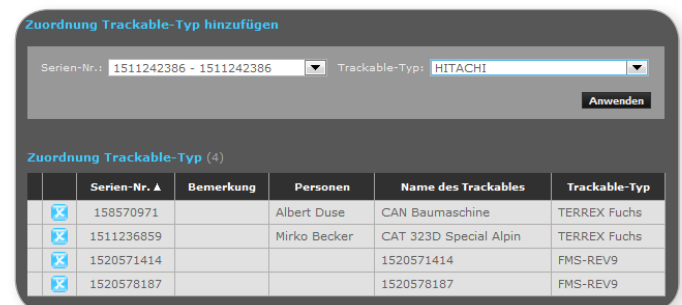 Zuordnung Trackable-Typ hinzufügen
Serien-Nr.: 1511242386 - 1511242386 Trackable-Typ: HITACHI
Anwenden
Zuordnung Trackable-Typ (4)
Serien-Nr. ▲ Bemerkung Personen Name des Trackables Trackable-Typ
158570971 Albert Duse CAN Baumaschine TERREX Fuchs
1511236859 Mirko Becker CAT 323D Special Alpin TERREX Fuchs
1520571414 1520571414 FMS-REV9
1520578187 1520578187 FMS-REV9